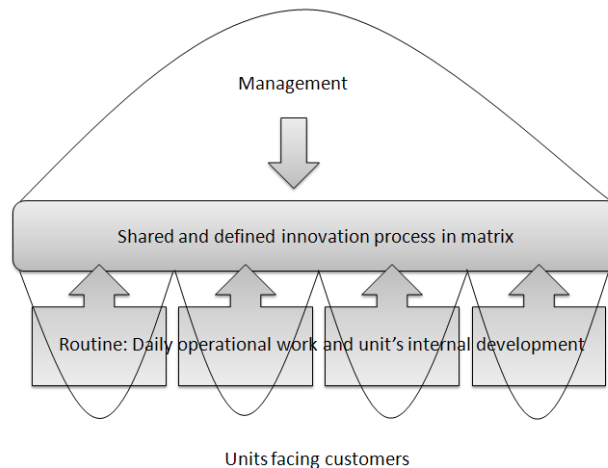 Management
Shared and defined innovation process in matrix
Routine: Daily operational work and unit’s internal development
Units facing customers